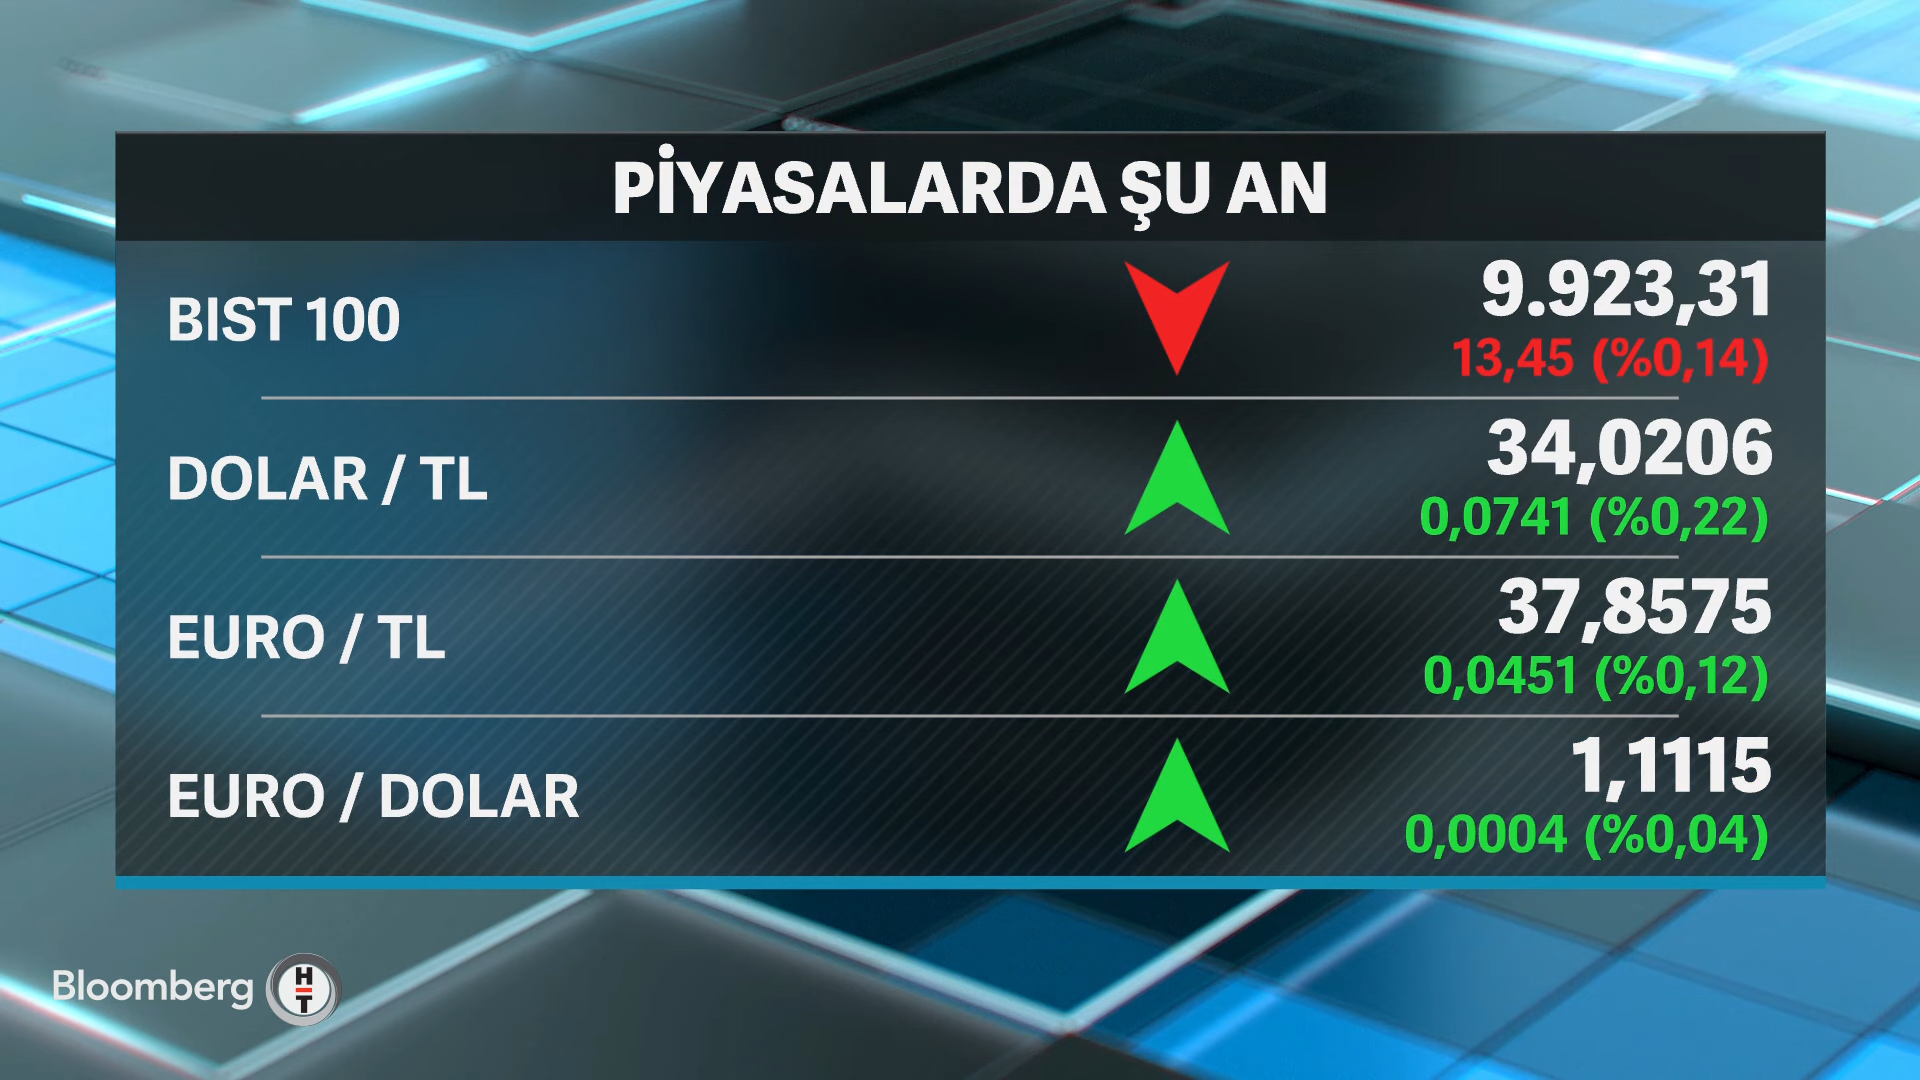 PİYASALARDA ŞU AN
BIST 100
9.923,31
13,45 (%0,14)
DOLAR / TL
34,0206
0,0741 (%0,22)
EURO / TL
37,8575
0,0451 (%0,12)
EURO / DOLAR
1,1115
0,0004 (%0,04)
Bloomberg HT